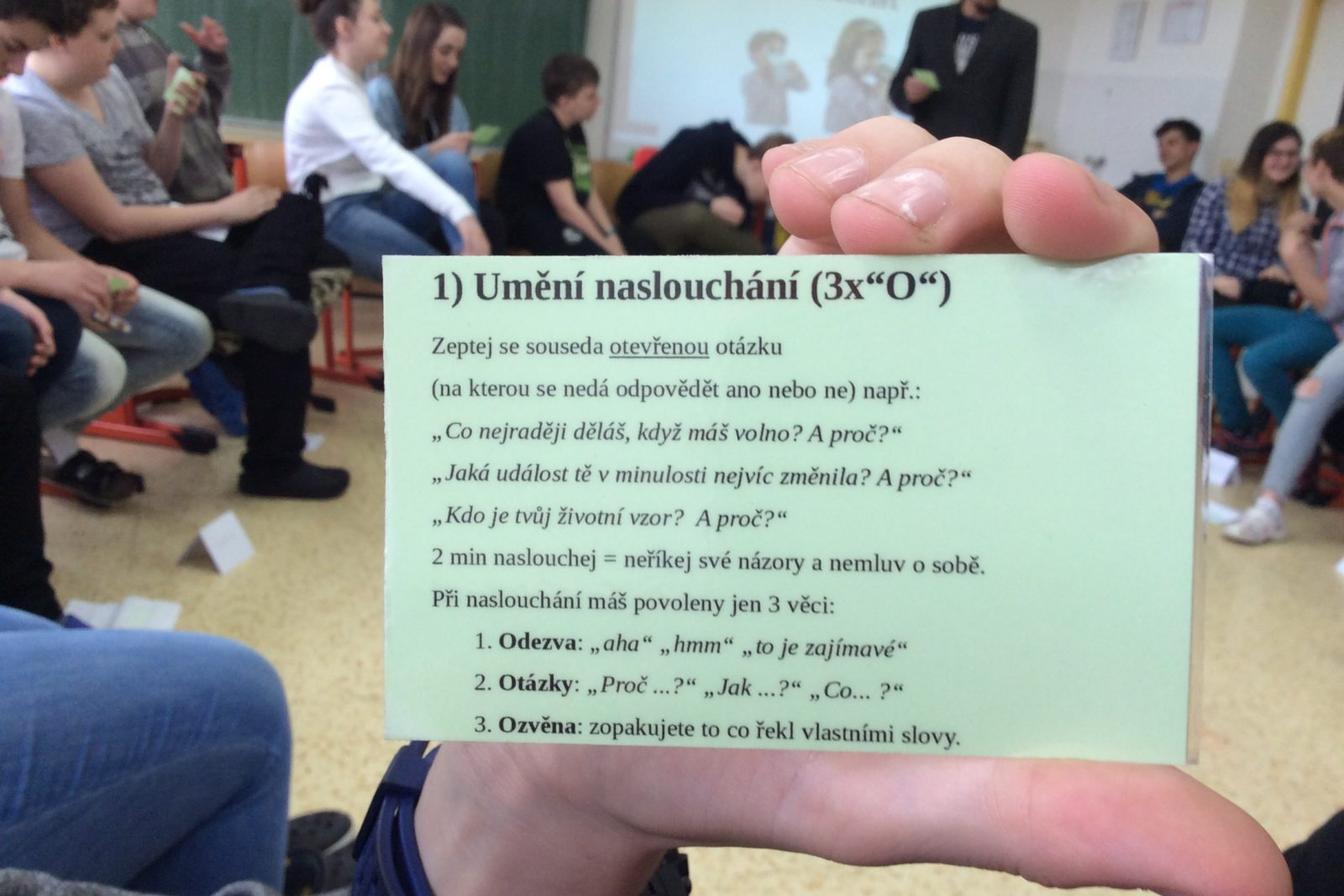 1) Umění naslouchání (3x“O“)
Zeptej se souseda otevřenou otázku
(na kterou se nedá odpovědět ano nebo ne) např.:
„Co nejraději děláš, když máš volno? A proč?“
„Jaká událost tě v minulosti nejvíc změnila? A proč?“
„Kdo je tvůj životní vzor?  A proč?“
2 min naslouchej = neříkej své názory a nemluv o sobě.
Při naslouchání máš povoleny jen 3 věci:
1. Odezva: „aha“ „hmm“ „to je zajímavé“
2. Otázky: „Proč ...?“ „Jak ...?“ „Co... ?“
3. Ozvěna: zopakujete to co řekl vlastními slovy.